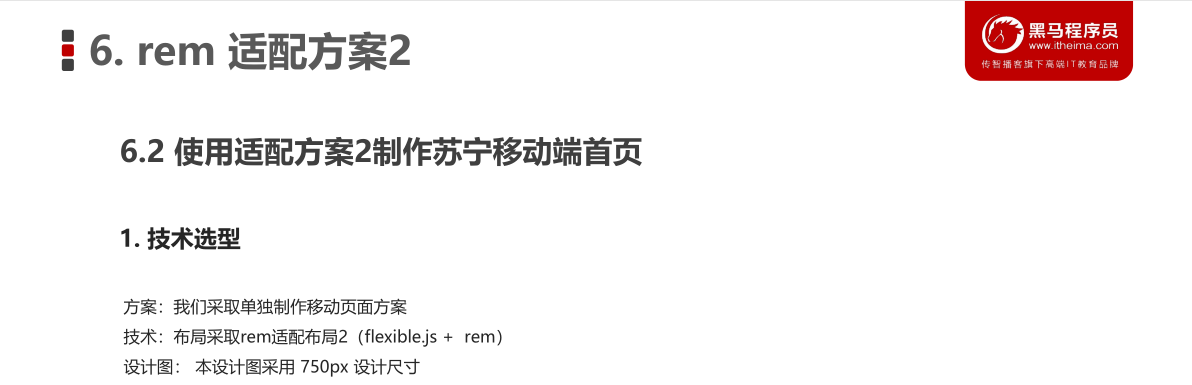 6. rem 适配方案2
黑马程序员
www.itheima.com
传智播客旗下高端IT教育品牌
6.2 使用适配方案2制作苏宁移动端首页
1. 技术选型
方案：我们采取单独制作移动页面方案
技术：布局采取rem适配布局2（flexible.js + rem）
设计图： 本设计图采用 750px 设计尺寸